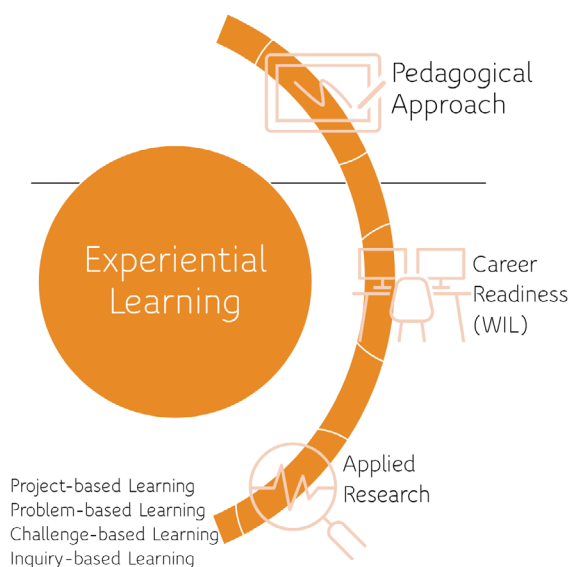 Pedagogical
Approach
Experiential
Learning
Career
Readiness
(WIL)
Applied
Research
Project-based Learning
Problem-based Learning
Challenge-based Learning
Inquiry-based Learning